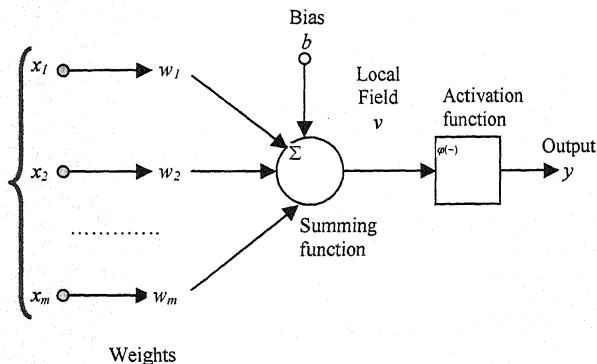 Bias
b
x1
w1
Local
Field
v
Activation
function
Σ
φ(−)
Output
y
x2
w2
Summing
function
.............
xm
wm
Weights